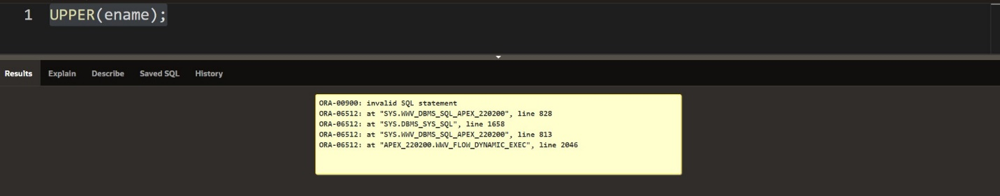 1 UPPER(ename);
Results Explain Describe Saved SQL History
ORA-00900: invalid SQL statement
ORA-06512: at "SYS.WWV_DBMS_SQL_APEX_220200", line 828
ORA-06512: at "SYS.DBMS_SYS_SQL", line 1658
ORA-06512: at "SYS.WWV_DBMS_SQL_APEX_220200", line 813
ORA-06512: at "APEX_220200.WWV_FLOW_DYNAMIC_EXEC", line 2046